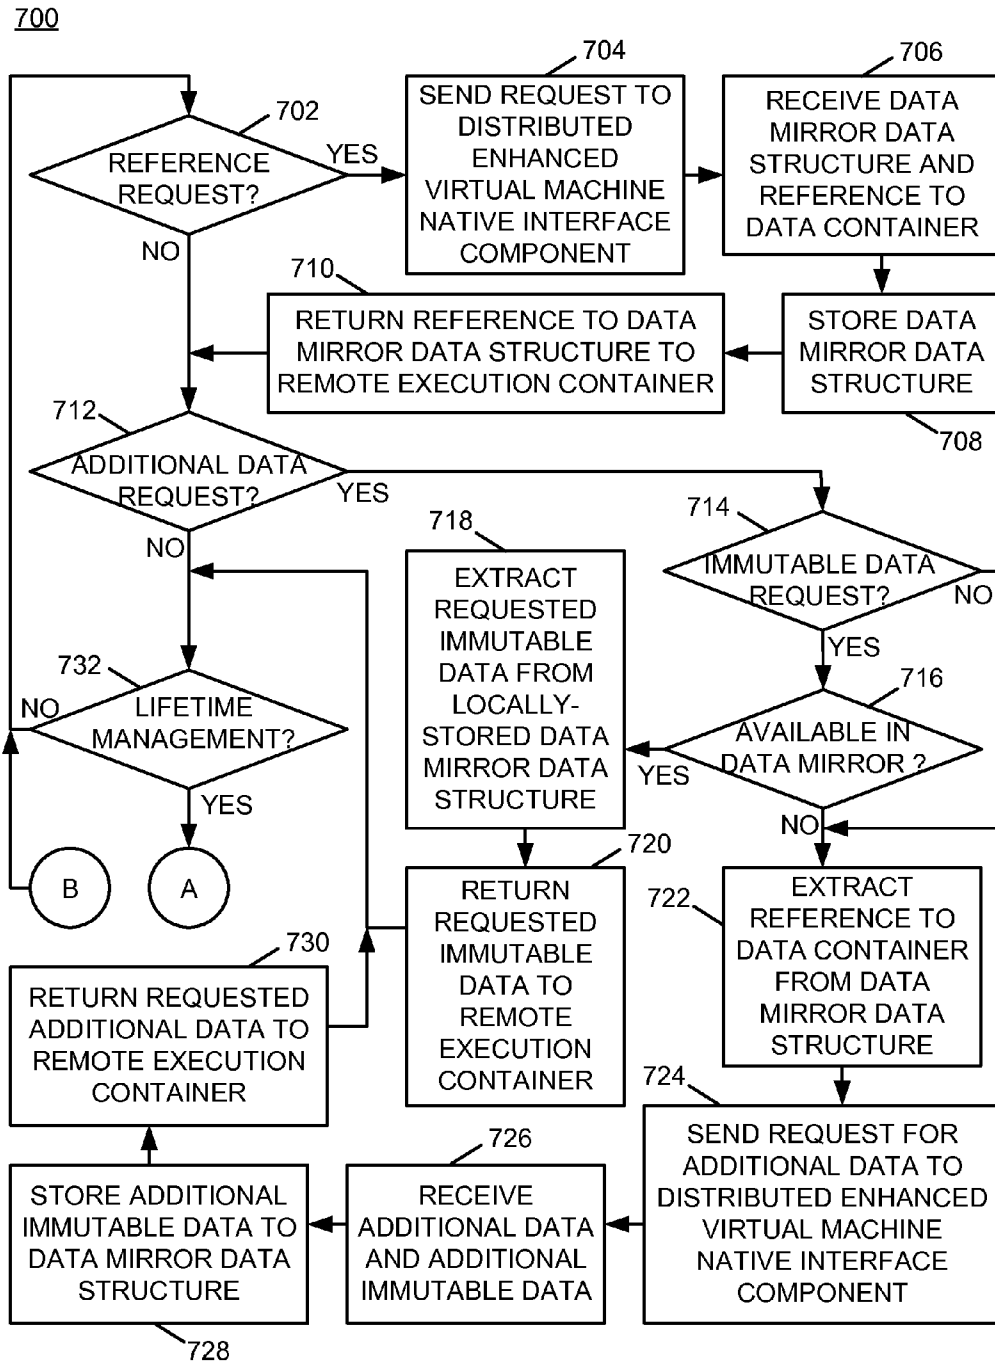 700
702
REFERENCE
REQUEST?
YES
NO
704
SEND REQUEST TO
DISTRIBUTED
ENHANCED
VIRTUAL MACHINE
NATIVE INTERFACE
COMPONENT
706
RECEIVE DATA
MIRROR DATA
STRUCTURE AND
REFERENCE TO
DATA CONTAINER
710
RETURN REFERENCE TO DATA
MIRROR DATA STRUCTURE TO
REMOTE EXECUTION CONTAINER
STORE DATA
MIRROR DATA
STRUCTURE
708
712
ADDITIONAL DATA
REQUEST?
YES
NO
714
IMMUTABLE DATA
REQUEST?
NO
YES
718
EXTRACT
REQUESTED
IMMUTABLE
DATA FROM
LOCALLY-
STORED DATA
MIRROR DATA
STRUCTURE
716
AVAILABLE IN
DATA MIRROR ?
YES
NO
732
LIFETIME
MANAGEMENT?
NO
YES
B
A
720
RETURN
REQUESTED
IMMUTABLE
DATA TO
REMOTE
EXECUTION
CONTAINER
722
EXTRACT
REFERENCE TO
DATA CONTAINER
FROM DATA
MIRROR DATA
STRUCTURE
730
RETURN REQUESTED
ADDITIONAL DATA TO
REMOTE EXECUTION
CONTAINER
724
SEND REQUEST FOR
ADDITIONAL DATA TO
DISTRIBUTED ENHANCED
VIRTUAL MACHINE
NATIVE INTERFACE
COMPONENT
726
RECEIVE
ADDITIONAL DATA
AND ADDITIONAL
IMMUTABLE DATA
STORE ADDITIONAL
IMMUTABLE DATA TO
DATA MIRROR DATA
STRUCTURE
728